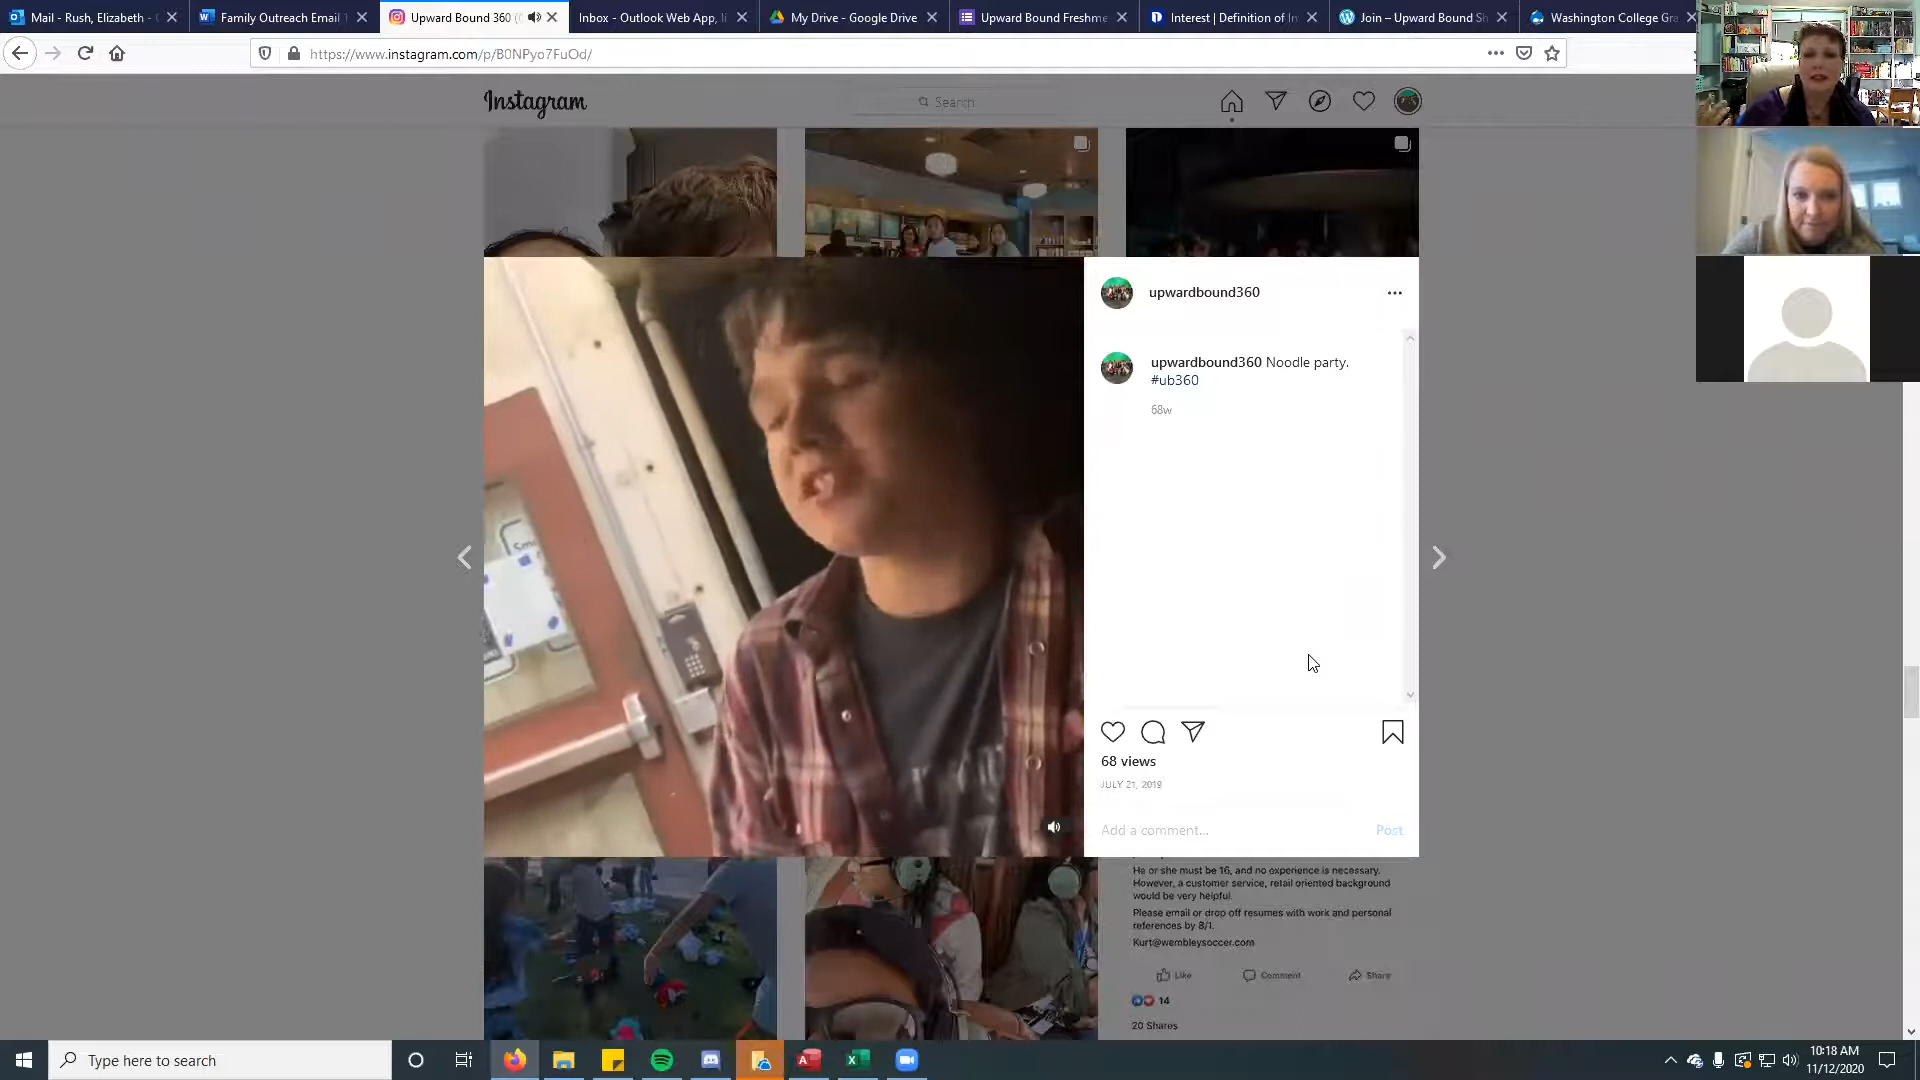 Mail - Rush, Elizabeth -
Family Outreach Email
Upward Bound 360 (
Inbox - Outlook Web App, li
My Drive - Google Drive
Upward Bound Freshme
Interest | Definition of In
Join – Upward Bound Sh
Washington College Gra
https://www.instagram.com/p/B0NPyo7FuOd/
Instagram
Search
upwardbound360
upwardbound360 Noodle party.
#ub360
68w
68 views
JULY 21, 2019
Add a comment...
Post
He or she must be 16, and no experience is necessary.
However, a customer service, retail oriented background
would be very helpful.
Please email or drop off resumes with work and personal
references by 8/1.
Kurt@wembleysoccer.com
Like
Comment
Share
14
20 Shares
Type here to search
10:18 AM
11/12/2020